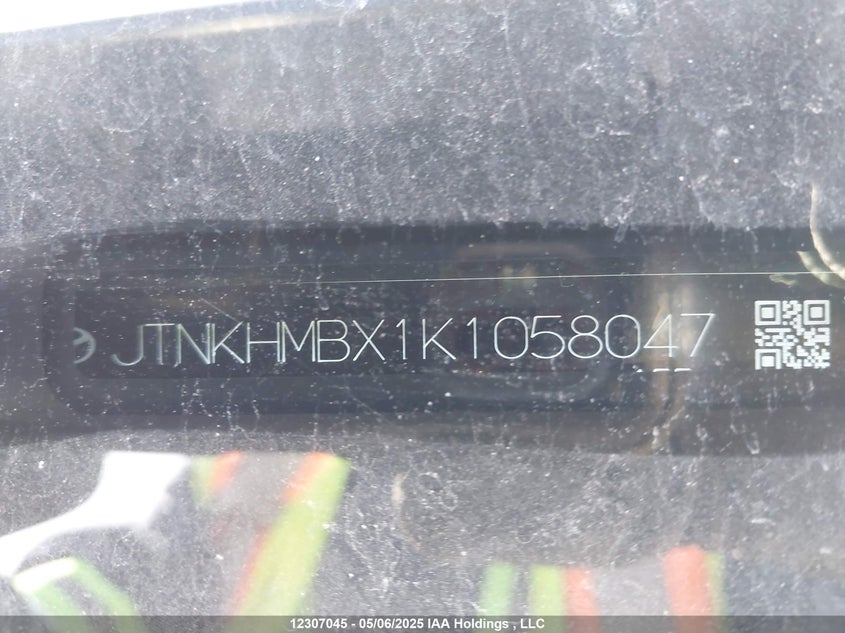 JTNKHMBX1K1058047
12307045 - 05/06/2025 IAA Holdings , LLC